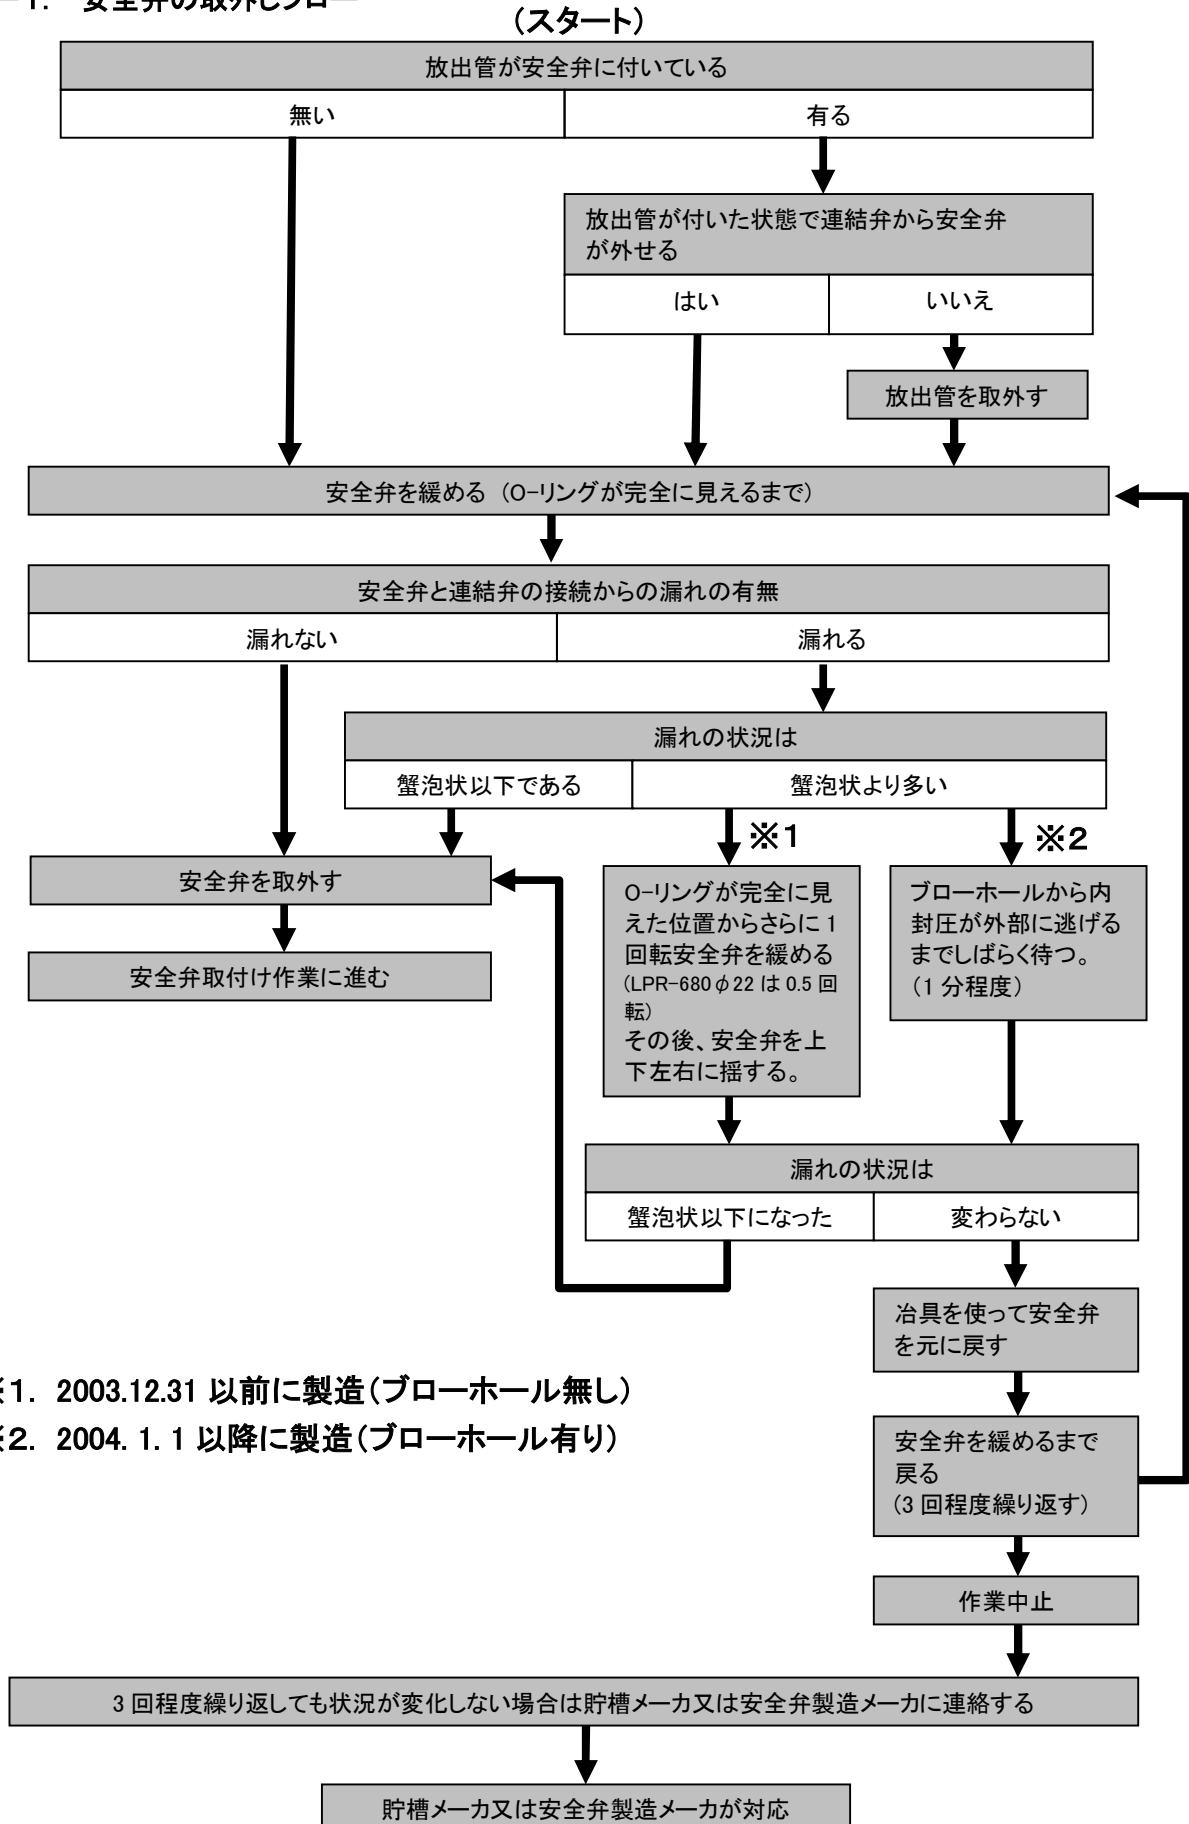 1. 安全弁の取外しフロー
(スタート)
放出管が安全弁に付いている
無い
有る
放出管が付いた状態で連結弁から安全弁
が外せる
はい
いいえ
放出管を取外す
安全弁を緩める (O-リングが完全に見えるまで)
安全弁と連結弁の接続からの漏れの有無
漏れない
漏れる
漏れの状況は
蟹泡状以下である
蟹泡状より多い
※1
※2
安全弁を取外す
安全弁取付け作業に進む
O-リングが完全に見
えた位置からさらに 1
回転安全弁を緩める
(LPR-680φ22 は 0.5 回
転)
その後、安全弁を上
下左右に揺する。
ブローホールから内
封圧が外部に逃げる
までしばらく待つ。
(1 分程度)
漏れの状況は
蟹泡状以下になった
変わらない
冶具を使って安全弁
を元に戻す
※1. 2003.12.31 以前に製造(ブローホール無し)
※2. 2004. 1. 1 以降に製造(ブローホール有り)
安全弁を緩めるまで
戻る
(3 回程度繰り返す)
作業中止
3 回程度繰り返しても状況が変化しない場合は貯槽メーカ又は安全弁製造メーカに連絡する
貯槽メーカ又は安全弁製造メーカが対応